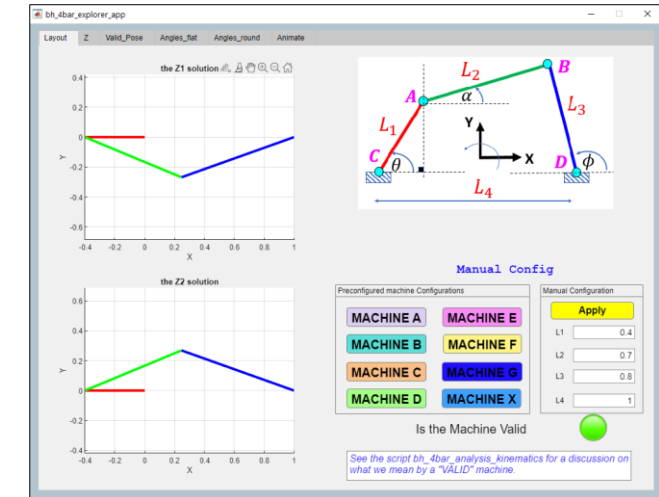 bh_4bar_explorer_app
Layout Z Valid_Pose Angles_flat Angles_round Animate
the Z1 solution
0.4
0.2
0
-0.2
-0.4
-0.6
Y
-0.4 -0.2 0 0.2 0.4 0.6 0.8 1
X
L2
B
A
α
L1
Y
L3
X
C
θ
D
ϕ
L4
the Z2 solution
0.6
0.4
0.2
0
-0.2
-0.4
Y
-0.4 -0.2 0 0.2 0.4 0.6 0.8 1
X
Manual Config
Preconfigured machine Configurations
MACHINE A MACHINE E
MACHINE B MACHINE F
MACHINE C MACHINE G
MACHINE D MACHINE X
Manual Configuration
Apply
L1 0.4
L2 0.7
L3 0.8
L4 1
Is the Machine Valid
See the script bh_4bar_analysis_kinematics for a discussion on
what we mean by a "VALID" machine.